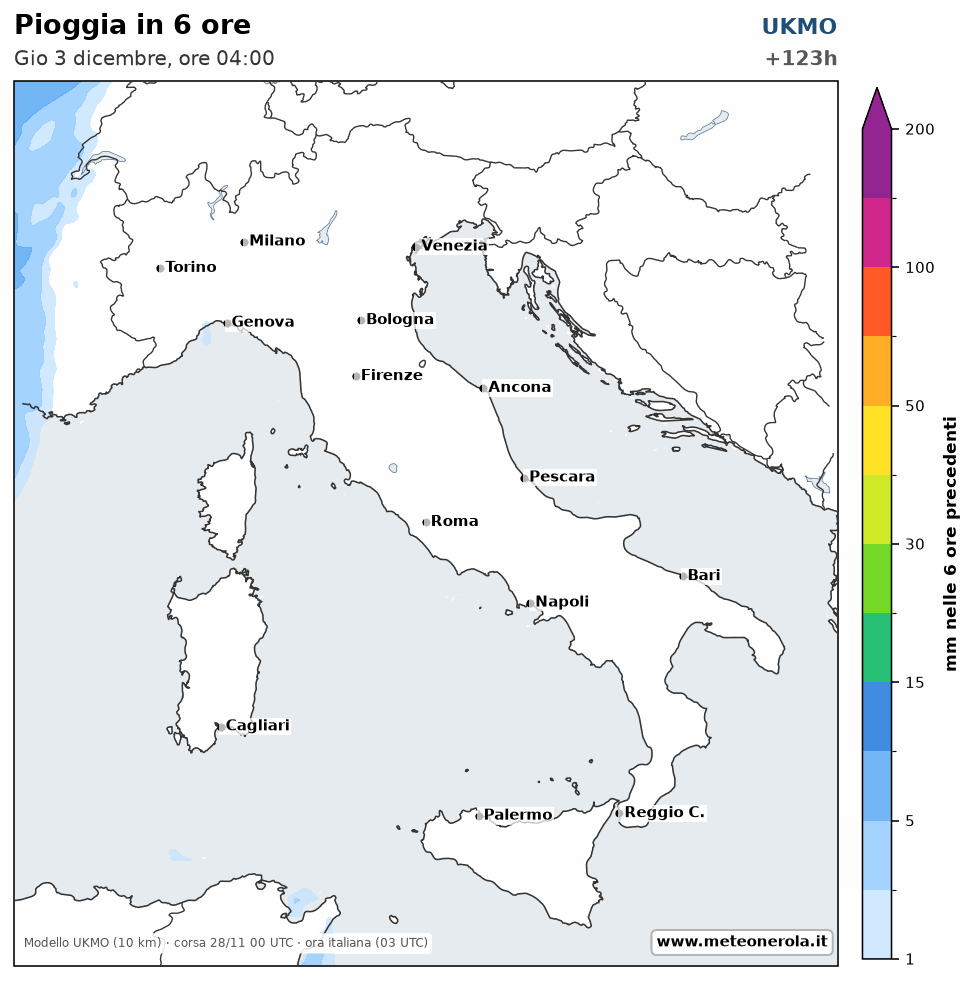 Pioggia in 6 ore
UKMO
Gio 3 dicembre, ore 04:00
+123h
200
Milano
Venezia
Torino
100
Genova
Bologna
Firenze
Ancona
50
Pescara
Roma
30
mm nelle 6 ore precedenti
Bari
Napoli
15
Cagliari
Palermo
Reggio C.
5
Modello UKMO (10 km) · corsa 28/11 00 UTC · ora italiana (03 UTC)
www.meteonerola.it
1